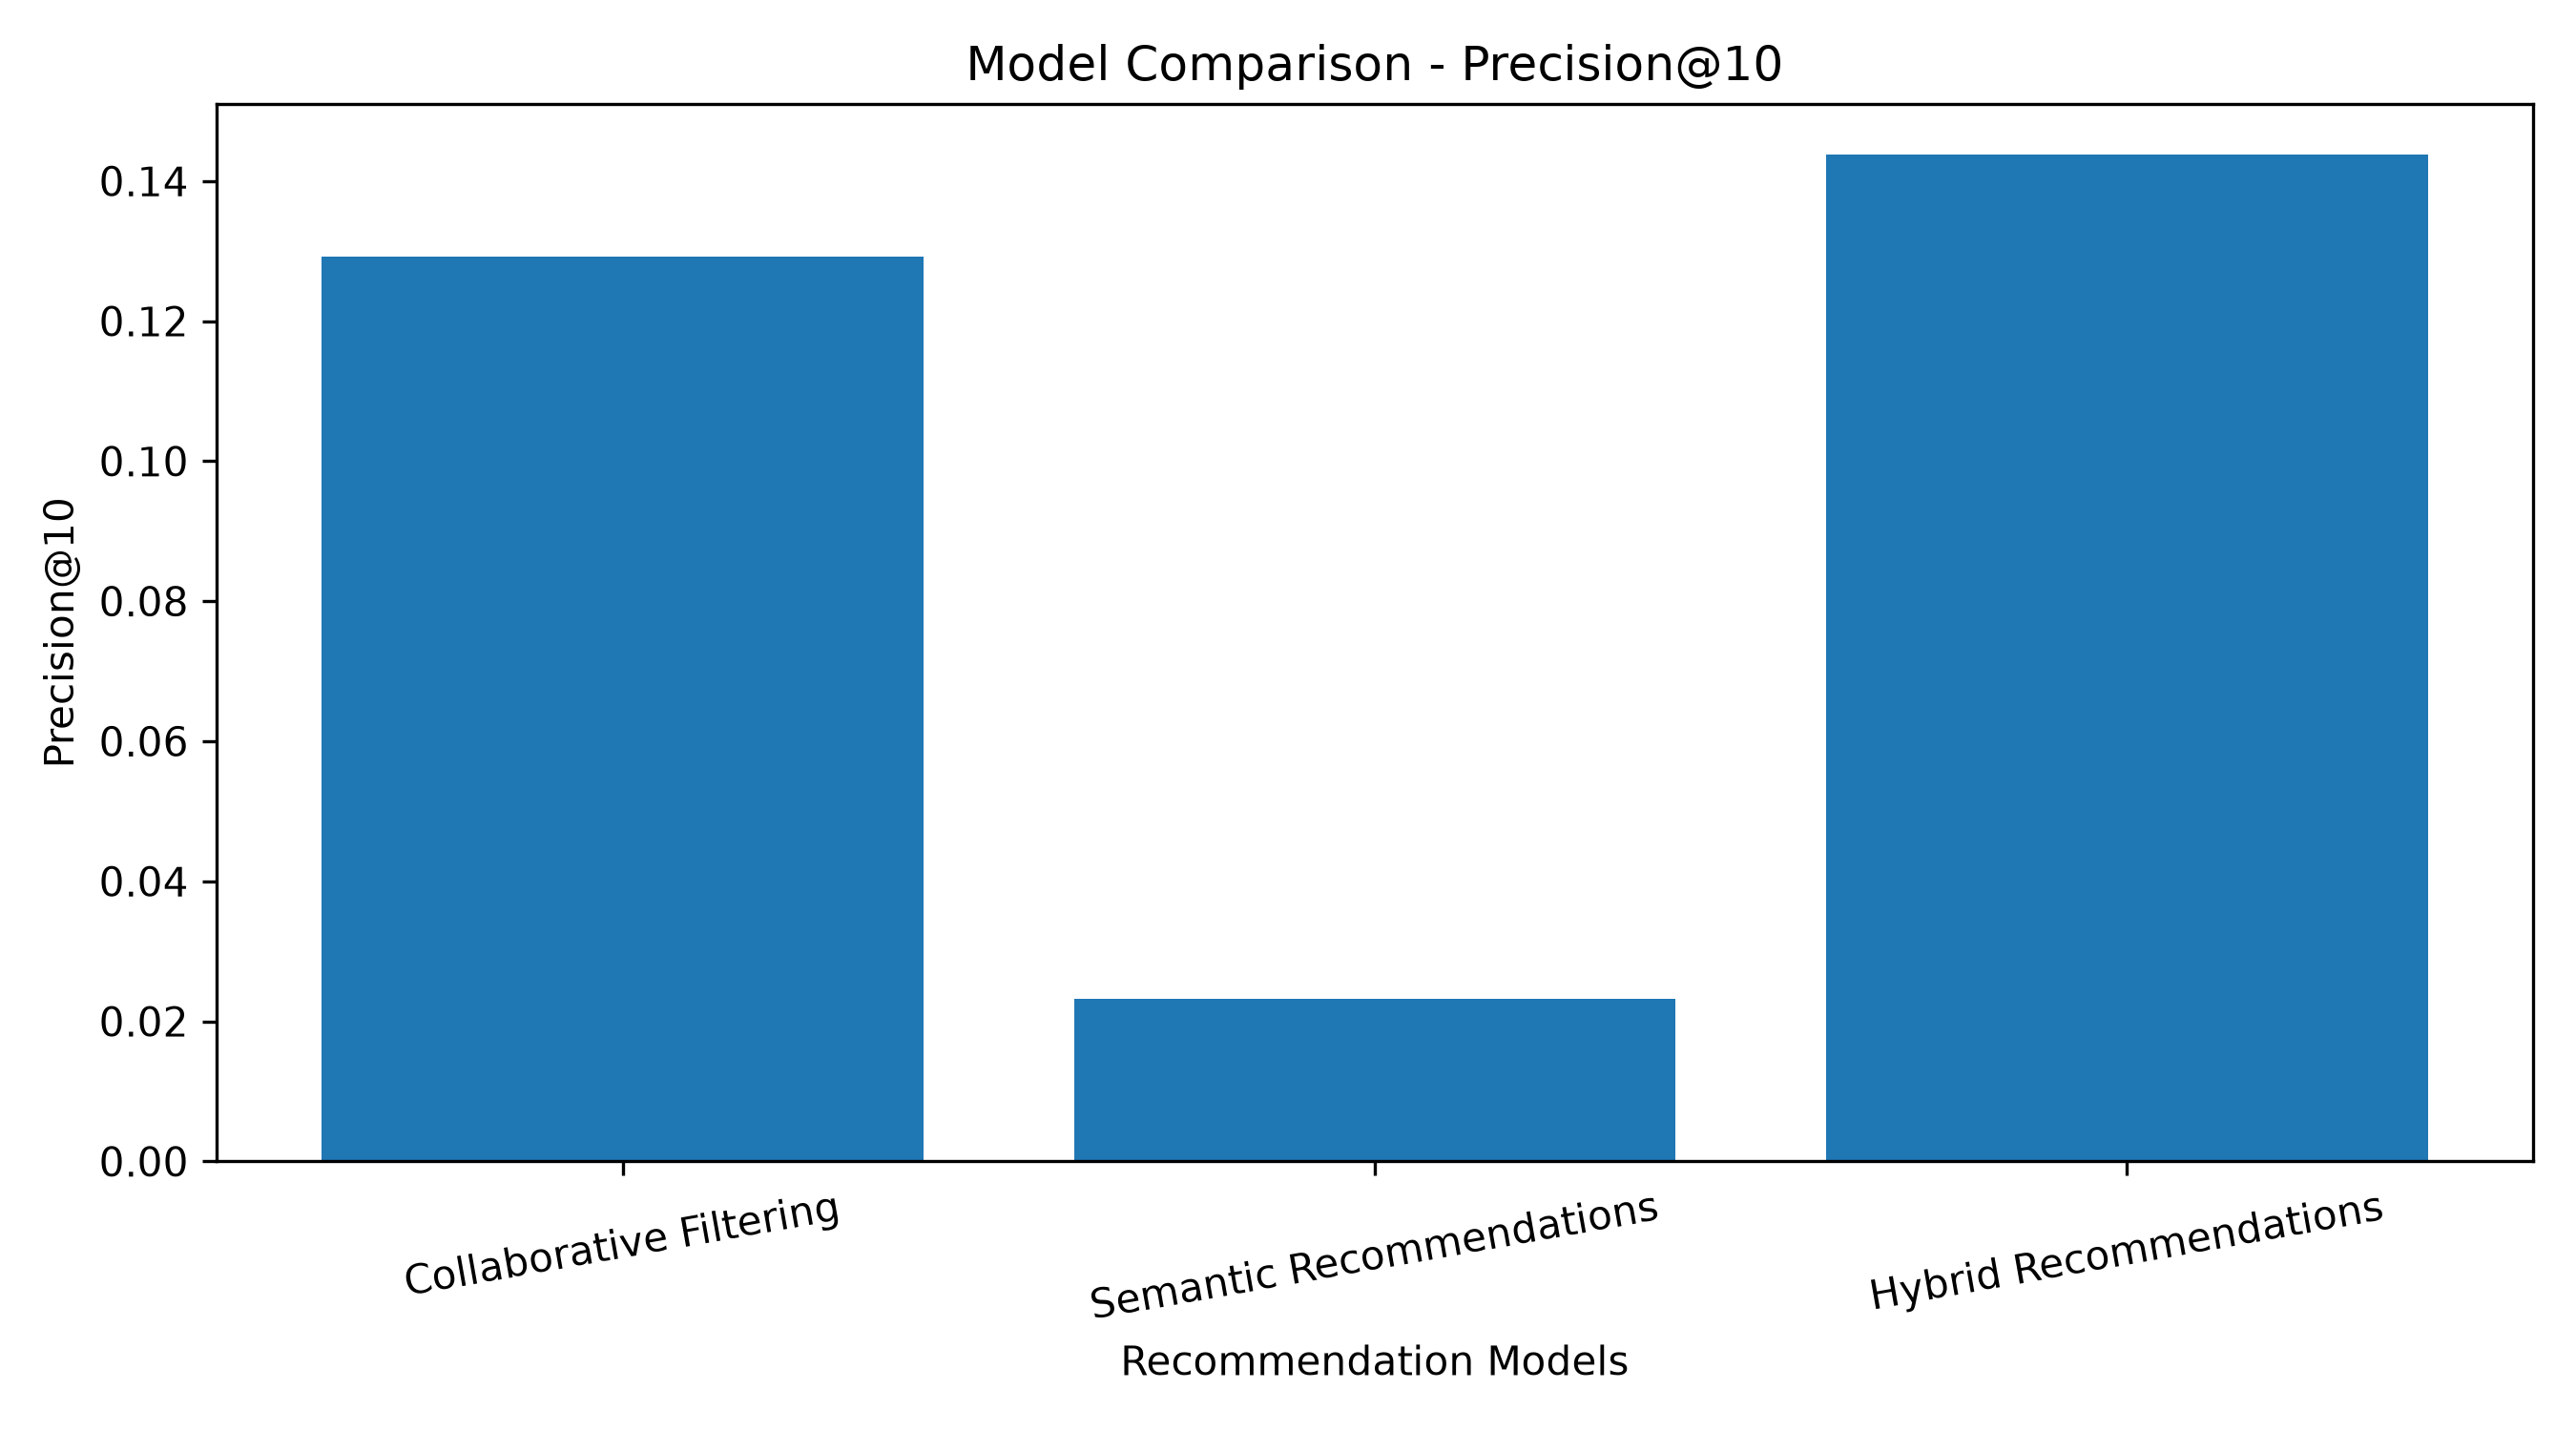 Model Comparison - Precision@10
Precision@10
0.14
0.12
0.10
0.08
0.06
0.04
0.02
0.00
Collaborative Filtering
Semantic Recommendations
Hybrid Recommendations
Recommendation Models